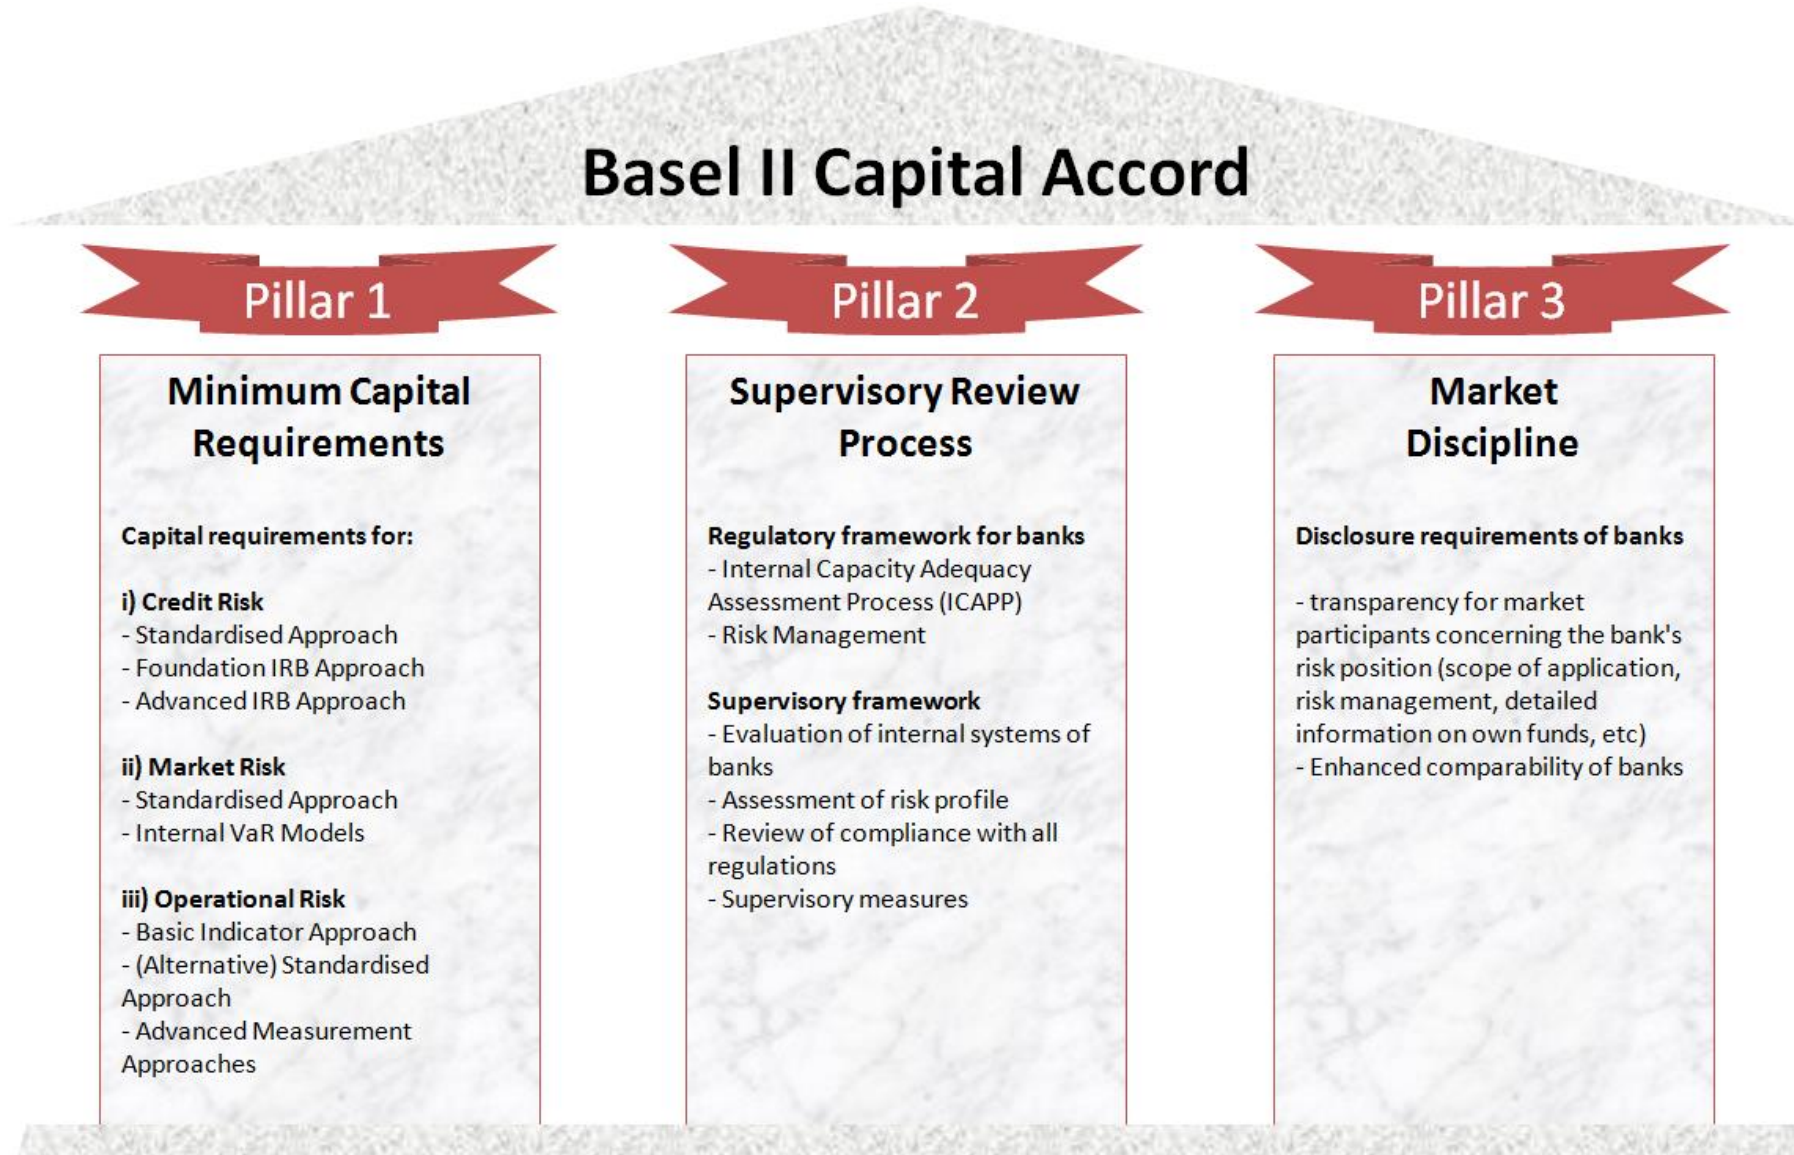 Basel II Capital Accord
Pillar 1
Minimum Capital
Requirements
Capital requirements for:
i) Credit Risk
- Standardised Approach
- Foundation IRB Approach
- Advanced IRB Approach
ii) Market Risk
- Standardised Approach
- Internal VaR Models
iii) Operational Risk
- Basic Indicator Approach
- (Alternative) Standardised
Approach
- Advanced Measurement
Approaches
Pillar 2
Supervisory Review
Process
Regulatory framework for banks
- Internal Capacity Adequacy
Assessment Process (ICAPP)
- Risk Management
Supervisory framework
- Evaluation of internal systems of
banks
- Assessment of risk profile
- Review of compliance with all
regulations
- Supervisory measures
Pillar 3
Market
Discipline
Disclosure requirements of banks
- transparency for market
participants concerning the bank's
risk position (scope of application,
risk management, detailed
information on own funds, etc)
- Enhanced comparability of banks